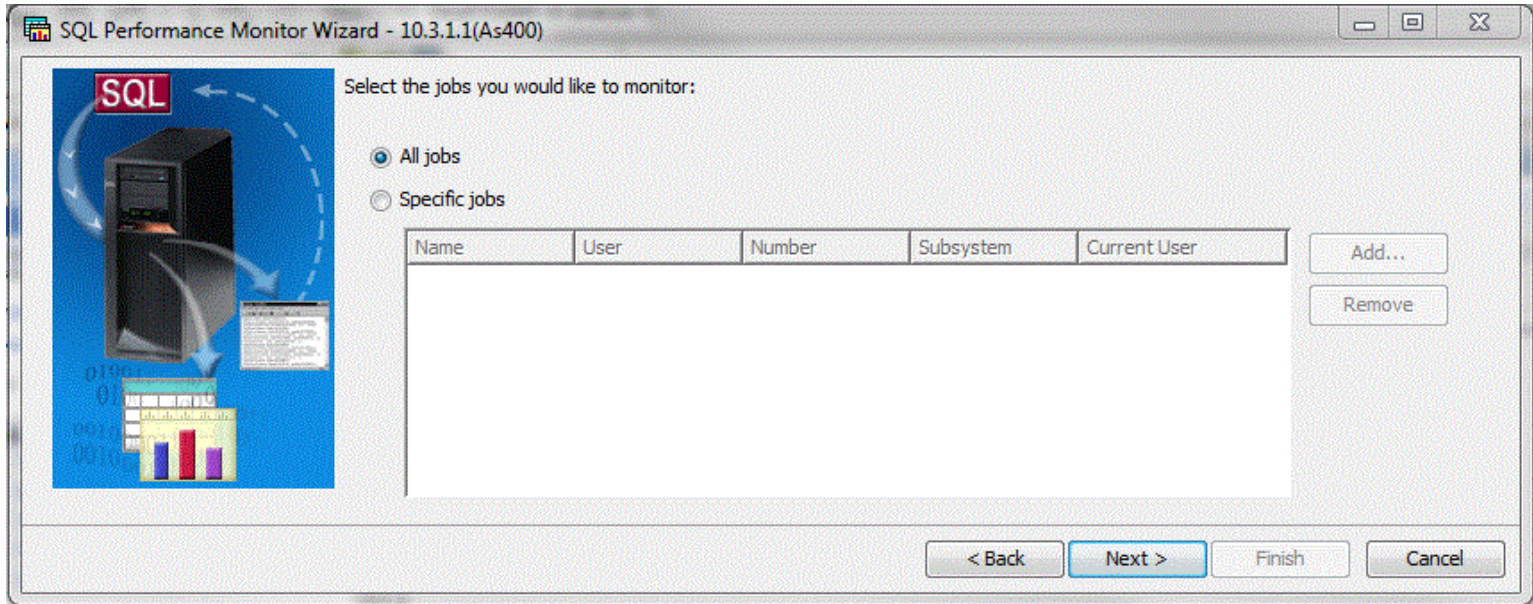 SQL Performance Monitor Wizard - 10.3.1.1(As400)
SQL
Select the jobs you would like to monitor:
All jobs
Specific jobs
Name User Number Subsystem Current User
Add...
Remove
< Back Next > Finish Cancel